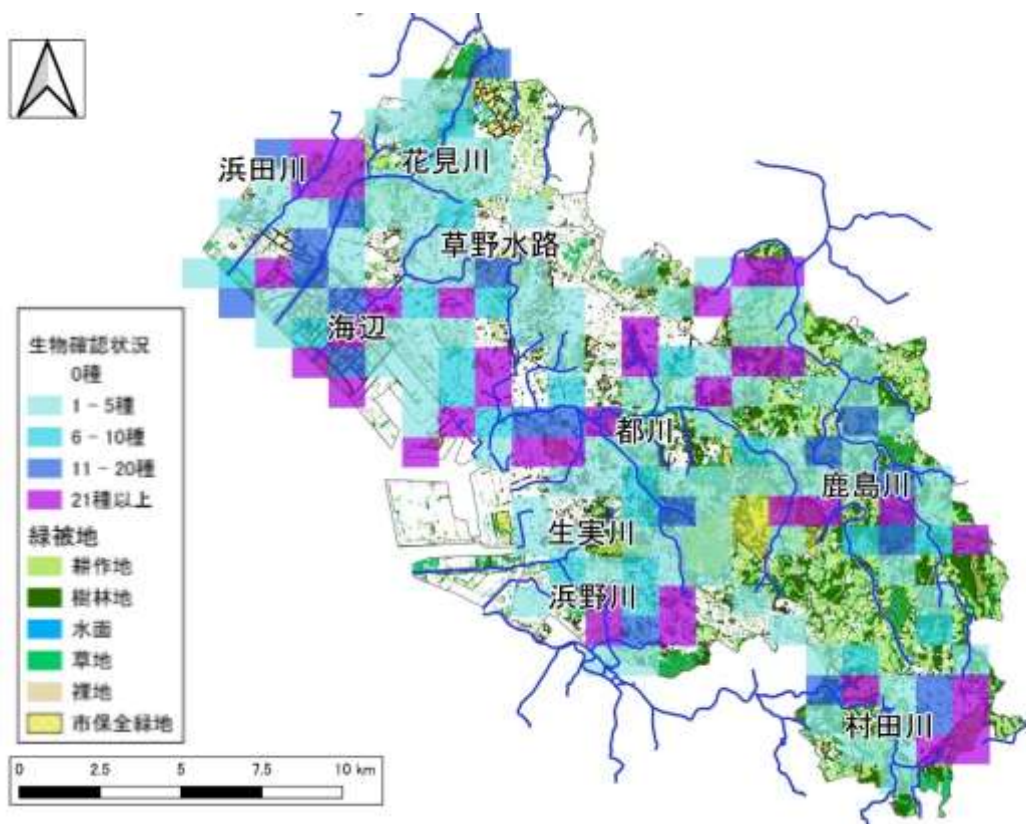 浜田川
花見川
草野水路
海辺
都川
鹿島川
生実川
浜野川
村田川
生物確認状況
0種
1 - 5種
6 - 10種
11 - 20種
21種以上
緑被地
耕作地
樹林地
水面
草地
裸地
市保全緑地
0 2.5 5 7.5 10 km